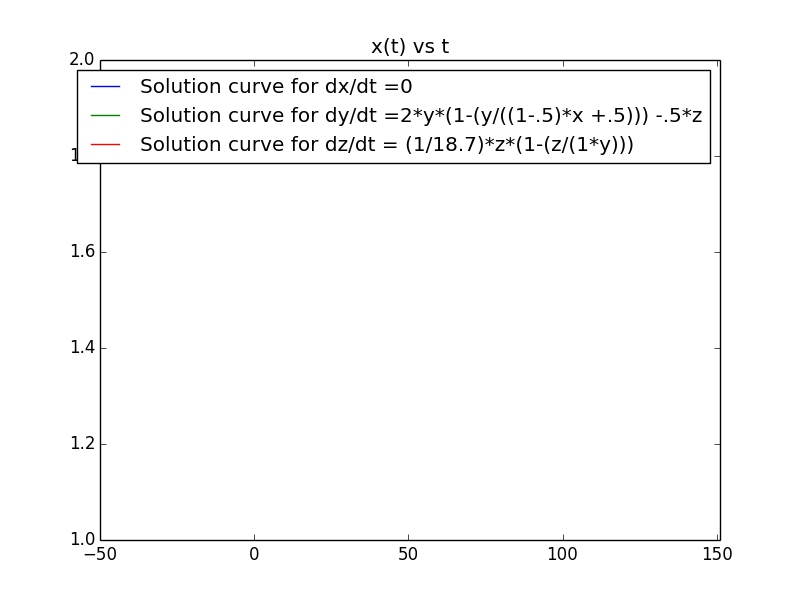 x(t) vs t
2.0
Solution curve for dx/dt =0
Solution curve for dy/dt =2*y*(1-(y/((1-.5)*x +.5))) -.5*z
Solution curve for dz/dt = (1/18.7)*z*(1-(z/(1*y)))
1.6
1.4
1.2
1.0
−50 0 50 100 150